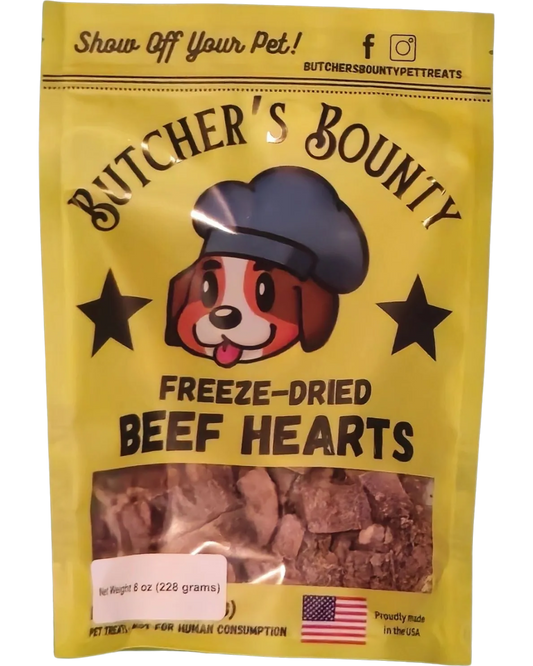 Show Off Your Pet!
BUTCHERSBOUNTYPETTREATS
BUTCHER'S BOUNTY
FREEZE-DRIED
BEEF HEARTS
Net Weight 8 oz (228 grams)
PET TREATS NOT FOR HUMAN CONSUMPTION
Proudly made
in the USA